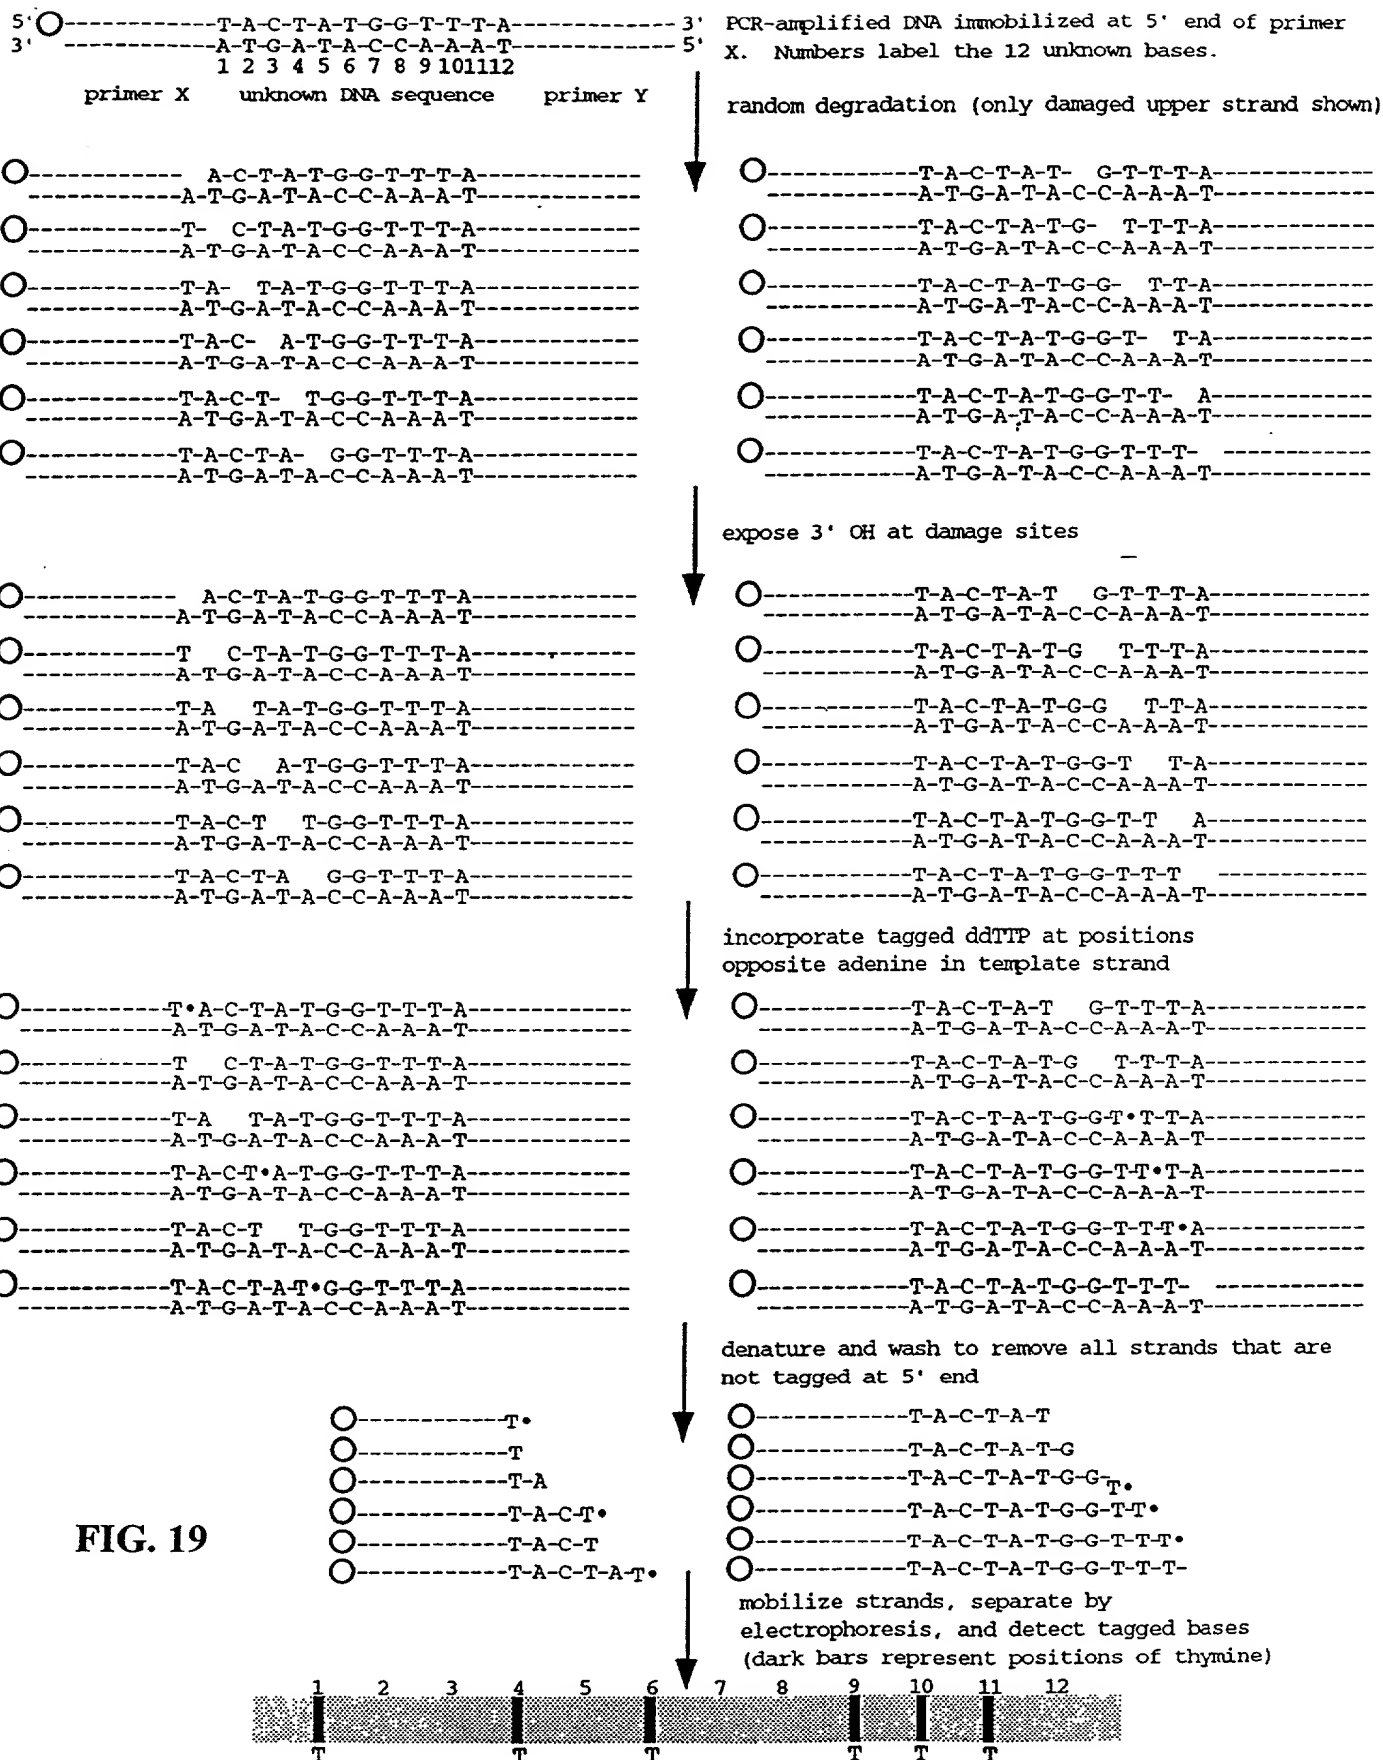 5' ------------T-A-C-T-A-T-G-G-T-T-T-A------------- 3'
3' ------------A-T-G-A-T-A-C-C-A-A-A-T------------- 5'
1 2 3 4 5 6 7 8 9 10 11 12
primer X unknown DNA sequence primer Y
PCR-amplified DNA immobilized at 5' end of primer
X. Numbers label the 12 unknown bases.
random degradation (only damaged upper strand shown)
------------ A-C-T-A-T-G-G-T-T-T-A-------------
------------A-T-G-A-T-A-C-C-A-A-A-T-------------
------------T- C-T-A-T-G-G-T-T-T-A-------------
------------A-T-G-A-T-A-C-C-A-A-A-T-------------
------------T-A- T-A-T-G-G-T-T-T-A-------------
------------A-T-G-A-T-A-C-C-A-A-A-T-------------
------------T-A-C- A-T-G-G-T-T-T-A-------------
------------A-T-G-A-T-A-C-C-A-A-A-T-------------
------------T-A-C-T- T-G-G-T-T-T-A-------------
------------A-T-G-A-T-A-C-C-A-A-A-T-------------
------------T-A-C-T-A- G-G-T-T-T-A-------------
------------A-T-G-A-T-A-C-C-A-A-A-T-------------
------------T-A-C-T-A-T- G-T-T-T-A-------------
------------A-T-G-A-T-A-C-C-A-A-A-T-------------
------------T-A-C-T-A-T-G- T-T-T-A-------------
------------A-T-G-A-T-A-C-C-A-A-A-T-------------
------------T-A-C-T-A-T-G-G- T-T-A-------------
------------A-T-G-A-T-A-C-C-A-A-A-T-------------
------------T-A-C-T-A-T-G-G-T- T-A-------------
------------A-T-G-A-T-A-C-C-A-A-A-T-------------
------------T-A-C-T-A-T-G-G-T-T- A-------------
------------A-T-G-A-T-A-C-C-A-A-A-T-------------
------------T-A-C-T-A-T-G-G-T-T-T- ------------
------------A-T-G-A-T-A-C-C-A-A-A-T-------------
expose 3' OH at damage sites
------------ A-C-T-A-T-G-G-T-T-T-A-------------
------------A-T-G-A-T-A-C-C-A-A-A-T-------------
------------T C-T-A-T-G-G-T-T-T-A-------------
------------A-T-G-A-T-A-C-C-A-A-A-T-------------
------------T-A T-A-T-G-G-T-T-T-A-------------
------------A-T-G-A-T-A-C-C-A-A-A-T-------------
------------T-A-C A-T-G-G-T-T-T-A-------------
------------A-T-G-A-T-A-C-C-A-A-A-T-------------
------------T-A-C-T T-G-G-T-T-T-A-------------
------------A-T-G-A-T-A-C-C-A-A-A-T-------------
------------T-A-C-T-A G-G-T-T-T-A-------------
------------A-T-G-A-T-A-C-C-A-A-A-T-------------
------------T-A-C-T-A-T G-T-T-T-A-------------
------------A-T-G-A-T-A-C-C-A-A-A-T-------------
------------T-A-C-T-A-T-G T-T-T-A-------------
------------A-T-G-A-T-A-C-C-A-A-A-T-------------
------------T-A-C-T-A-T-G-G T-T-A-------------
------------A-T-G-A-T-A-C-C-A-A-A-T-------------
------------T-A-C-T-A-T-G-G-T T-A-------------
------------A-T-G-A-T-A-C-C-A-A-A-T-------------
------------T-A-C-T-A-T-G-G-T-T A-------------
------------A-T-G-A-T-A-C-C-A-A-A-T-------------
------------T-A-C-T-A-T-G-G-T-T-T ------------
------------A-T-G-A-T-A-C-C-A-A-A-T-------------
incorporate tagged ddTTP at positions
opposite adenine in template strand
------------T•A-C-T-A-T-G-G-T-T-T-A-------------
------------A-T-G-A-T-A-C-C-A-A-A-T-------------
------------T C-T-A-T-G-G-T-T-T-A-------------
------------A-T-G-A-T-A-C-C-A-A-A-T-------------
------------T-A T-A-T-G-G-T-T-T-A-------------
------------A-T-G-A-T-A-C-C-A-A-A-T-------------
------------T-A-C-T•A-T-G-G-T-T-T-A-------------
------------A-T-G-A-T-A-C-C-A-A-A-T-------------
------------T-A-C-T T-G-G-T-T-T-A-------------
------------A-T-G-A-T-A-C-C-A-A-A-T-------------
------------T-A-C-T-A-T•G-G-T-T-T-A-------------
------------A-T-G-A-T-A-C-C-A-A-A-T-------------
------------T-A-C-T-A-T G-T-T-T-A-------------
------------A-T-G-A-T-A-C-C-A-A-A-T-------------
------------T-A-C-T-A-T-G T-T-T-A-------------
------------A-T-G-A-T-A-C-C-A-A-A-T-------------
------------T-A-C-T-A-T-G-G-T•T-T-A-------------
------------A-T-G-A-T-A-C-C-A-A-A-T-------------
------------T-A-C-T-A-T-G-G-T-T•T-A-------------
------------A-T-G-A-T-A-C-C-A-A-A-T-------------
------------T-A-C-T-A-T-G-G-T-T-T•A-------------
------------A-T-G-A-T-A-C-C-A-A-A-T-------------
------------T-A-C-T-A-T-G-G-T-T-T- -------------
------------A-T-G-A-T-A-C-C-A-A-A-T-------------
denature and wash to remove all strands that are
not tagged at 5' end
------------T•
------------T
------------T-A
------------T-A-C-T•
------------T-A-C-T
------------T-A-C-T-A-T•
------------T-A-C-T-A-T
------------T-A-C-T-A-T-G
------------T-A-C-T-A-T-G-G-T•
------------T-A-C-T-A-T-G-G-T-T•
------------T-A-C-T-A-T-G-G-T-T-T•
------------T-A-C-T-A-T-G-G-T-T-T-
FIG. 19
mobilize strands, separate by
electrophoresis, and detect tagged bases
(dark bars represent positions of thymine)
1 2 3 4 5 6 7 8 9 10 11 12
T T T T T T